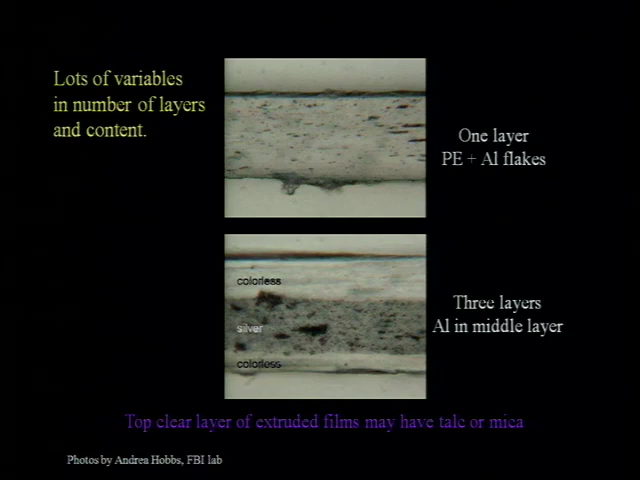 Lots of variables
in number of layers
and content.
One layer
PE + Al flakes
colorless
silver
colorless
Three layers
Al in middle layer
Top clear layer of extruded films may have talc or mica
Photos by Andrea Hobbs, FBI lab